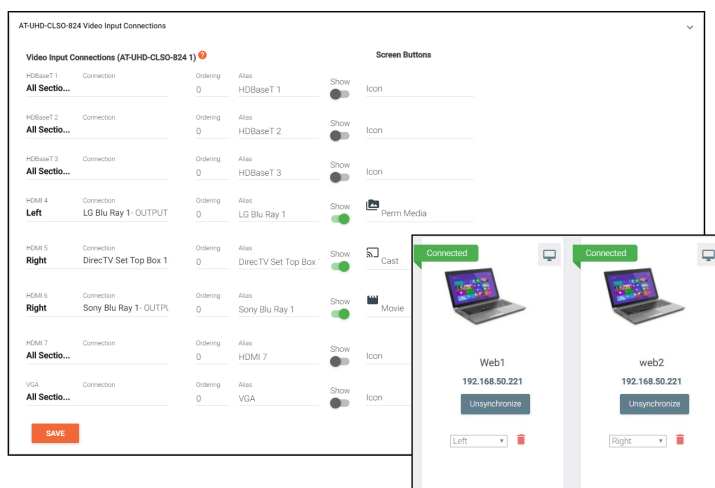 AT-UHD-CLSO-824 Video Input Connections
Video Input Connections (AT-UHD-CLSO-824 1) ?
Screen Buttons
HDBaseT 1 Connection Ordering Alias Show
All Sectio... 0 HDBaseT 1 Icon
HDBaseT 2 Connection Ordering Alias Show
All Sectio... 0 HDBaseT 2 Icon
HDBaseT 3 Connection Ordering Alias Show
All Sectio... 0 HDBaseT 3 Icon
HDMI 4 Connection Ordering Alias Show
Left LG Blu Ray 1- OUTPUT 0 LG Blu Ray 1 Perm Media
HDMI 5 Connection Ordering Alias Show
Right DirecTV Set Top Box 1- 0 DirecTV Set Top Box Cast
HDMI 6 Connection Ordering Alias Show
Right Sony Blu Ray 1- OUTPU 0 Sony Blu Ray 1 Movie
HDMI 7 Connection Ordering Alias Show
All Sectio... 0 HDMI 7 Icon
VGA Connection Ordering Alias Show
All Sectio... 0 VGA Icon
SAVE
Connected
Web1
192.168.50.221
Unsynchronize
Left
Connected
web2
192.168.50.221
Unsynchronize
Right